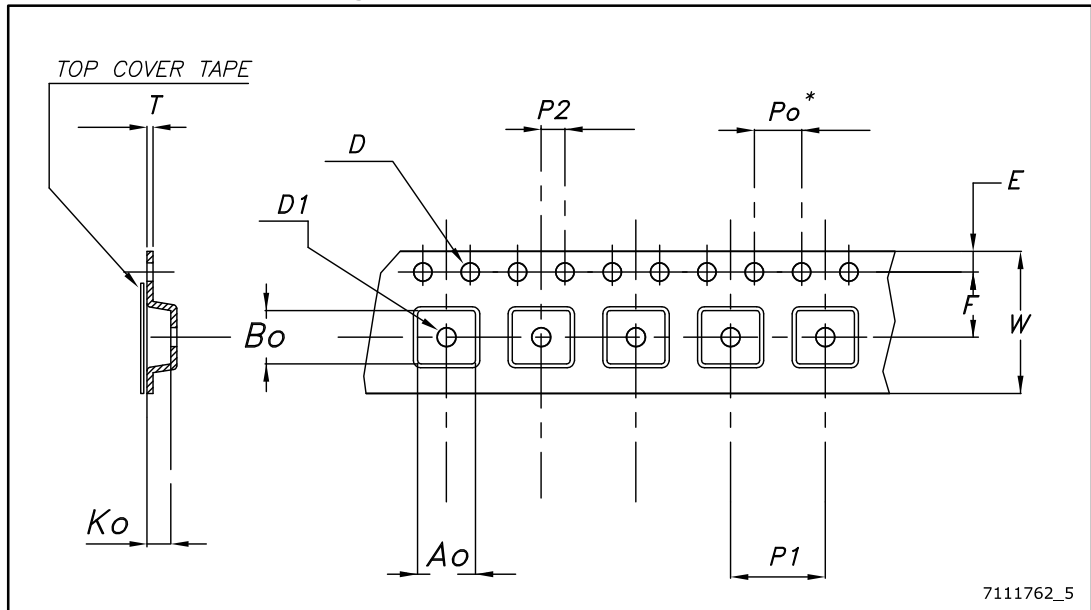 TOP COVER TAPE
T
P2
Po*
D
E
D1
F
Bo
W
Ko
Ao
P1
7111762_5